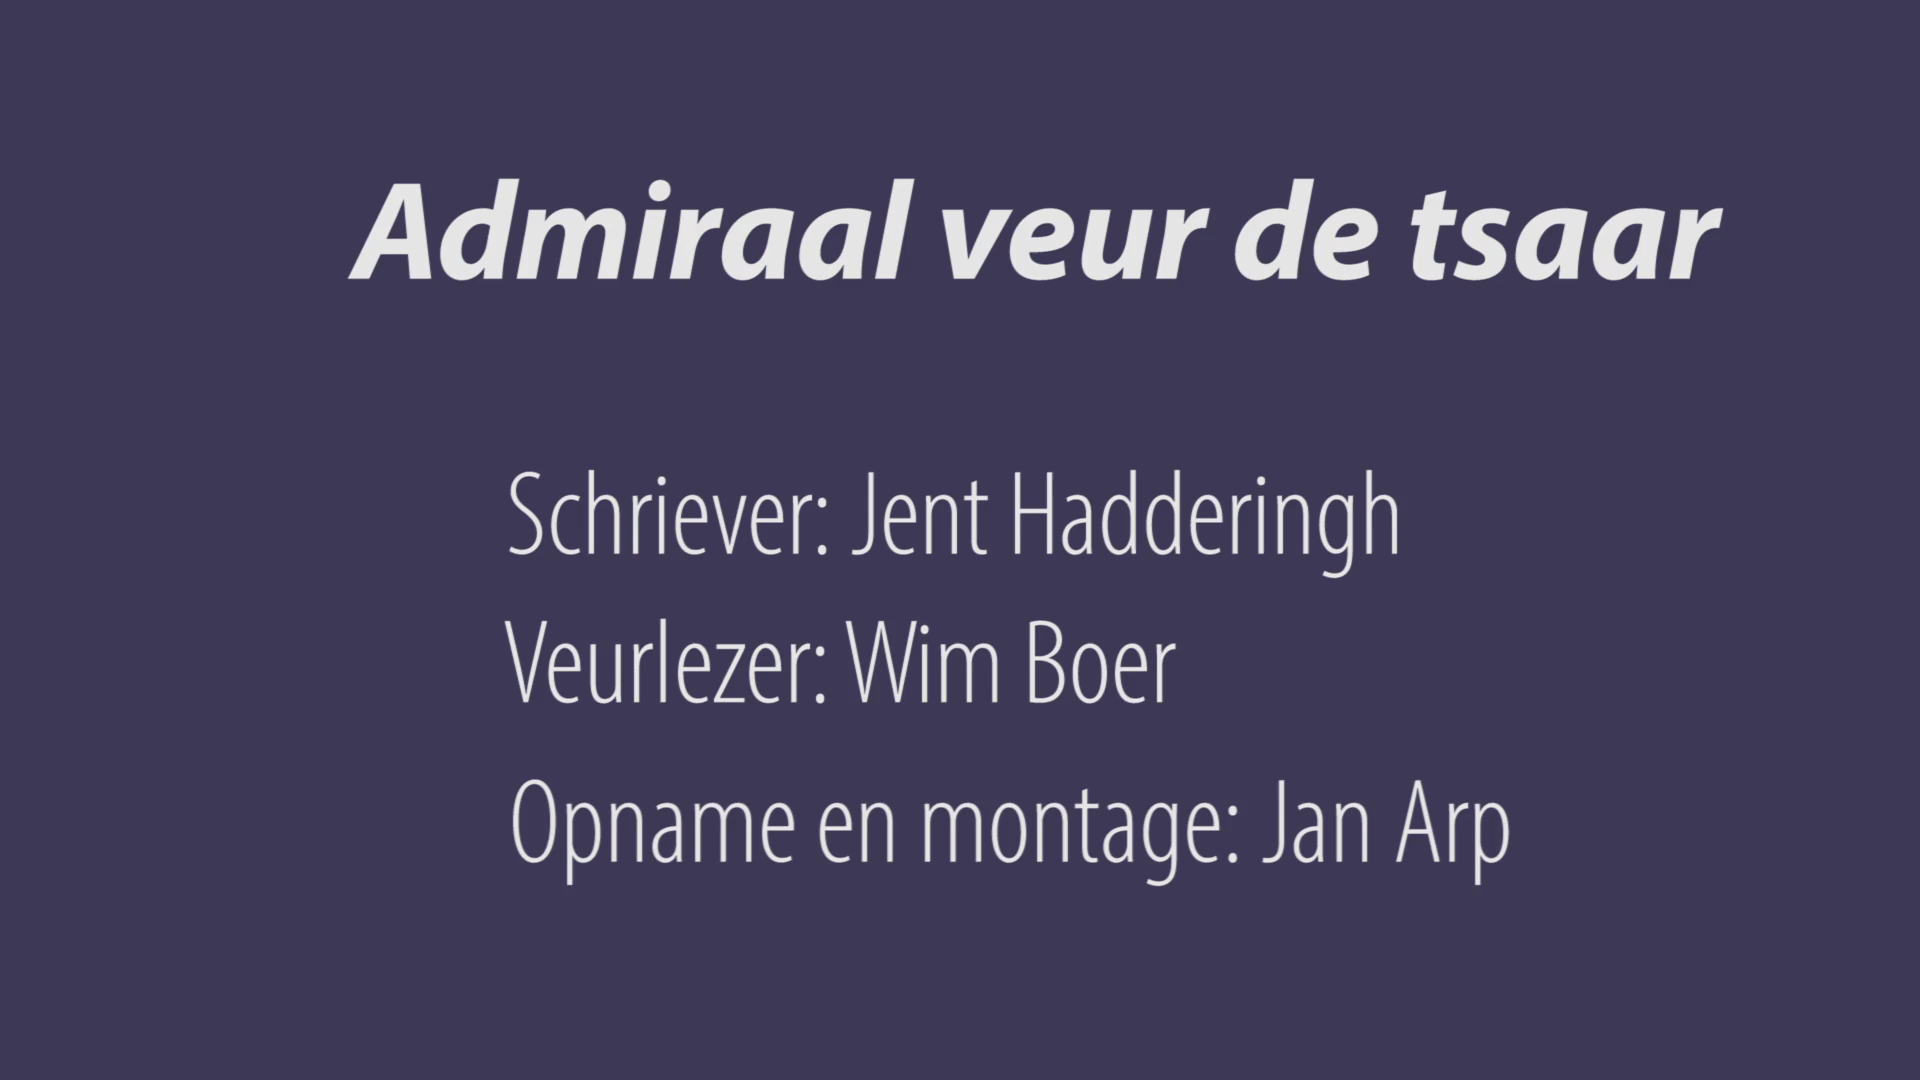 Admiraal veur de tsaar
Schriever: Jent Hadderingh
Veurlezer: Wim Boer
Opname en montage: Jan Arp